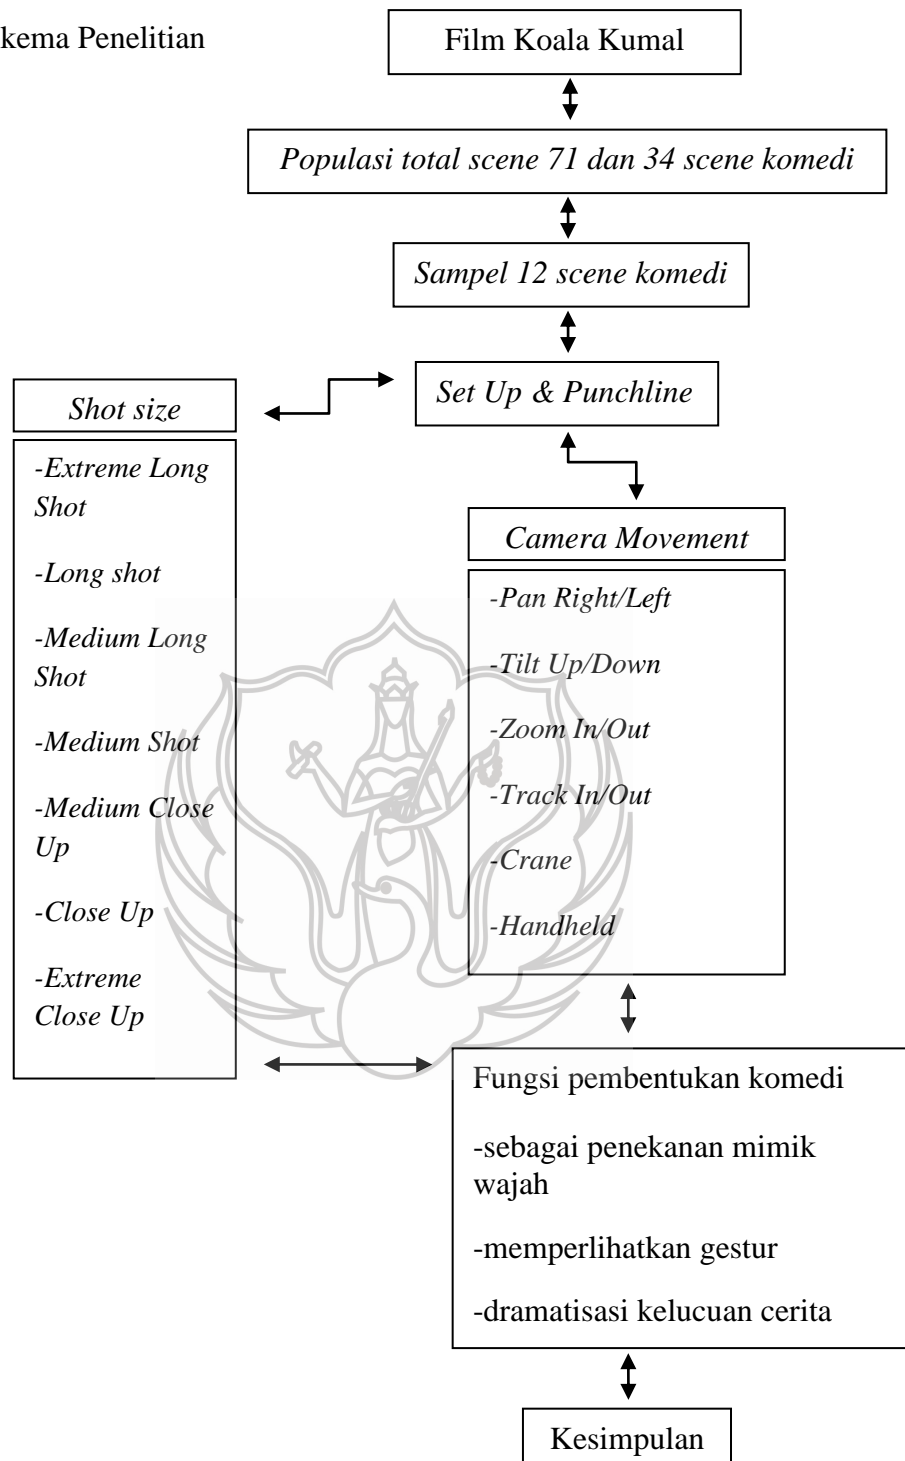 kema Penelitian
Film Koala Kumal
Populasi total scene 71 dan 34 scene komedi
Sampel 12 scene komedi
Set Up & Punchline
Shot size
-Extreme Long
Shot
-Long shot
-Medium Long
Shot
-Medium Shot
-Medium Close
Up
-Close Up
-Extreme
Close Up
Camera Movement
-Pan Right/Left
-Tilt Up/Down
-Zoom In/Out
-Track In/Out
-Crane
-Handheld
Fungsi pembentukan komedi
-sebagai penekanan mimik
wajah
-memperlihatkan gestur
-dramatisasi kelucuan cerita
Kesimpulan